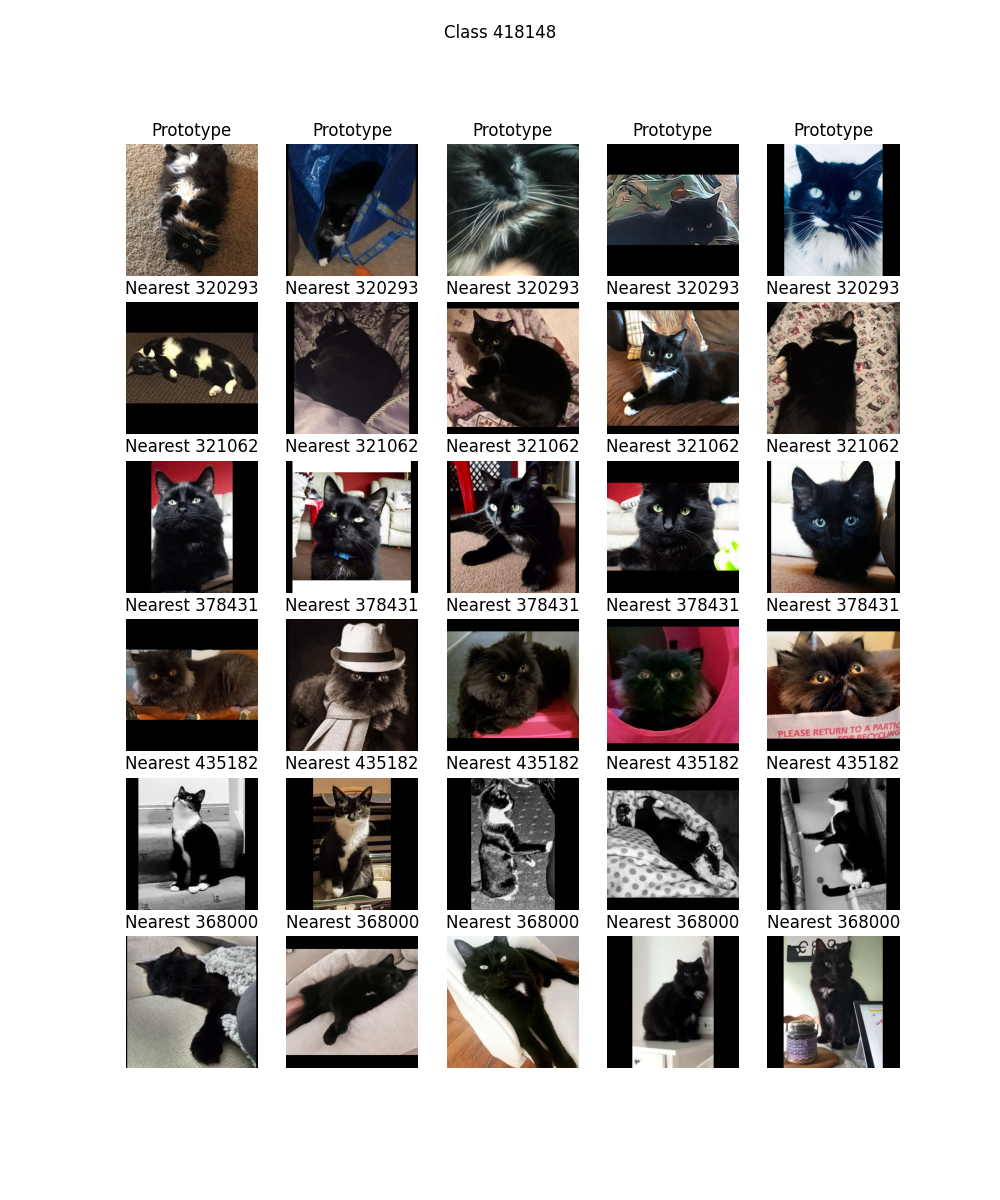 Class 418148
Prototype Prototype Prototype Prototype Prototype
Nearest 320293 Nearest 320293 Nearest 320293 Nearest 320293 Nearest 320293
Nearest 321062 Nearest 321062 Nearest 321062 Nearest 321062 Nearest 321062
Nearest 378431 Nearest 378431 Nearest 378431 Nearest 378431 Nearest 378431
PLEASE RETURN TO A PARTIC
FOR RECYCLING
Nearest 435182 Nearest 435182 Nearest 435182 Nearest 435182 Nearest 435182
Nearest 368000 Nearest 368000 Nearest 368000 Nearest 368000 Nearest 368000